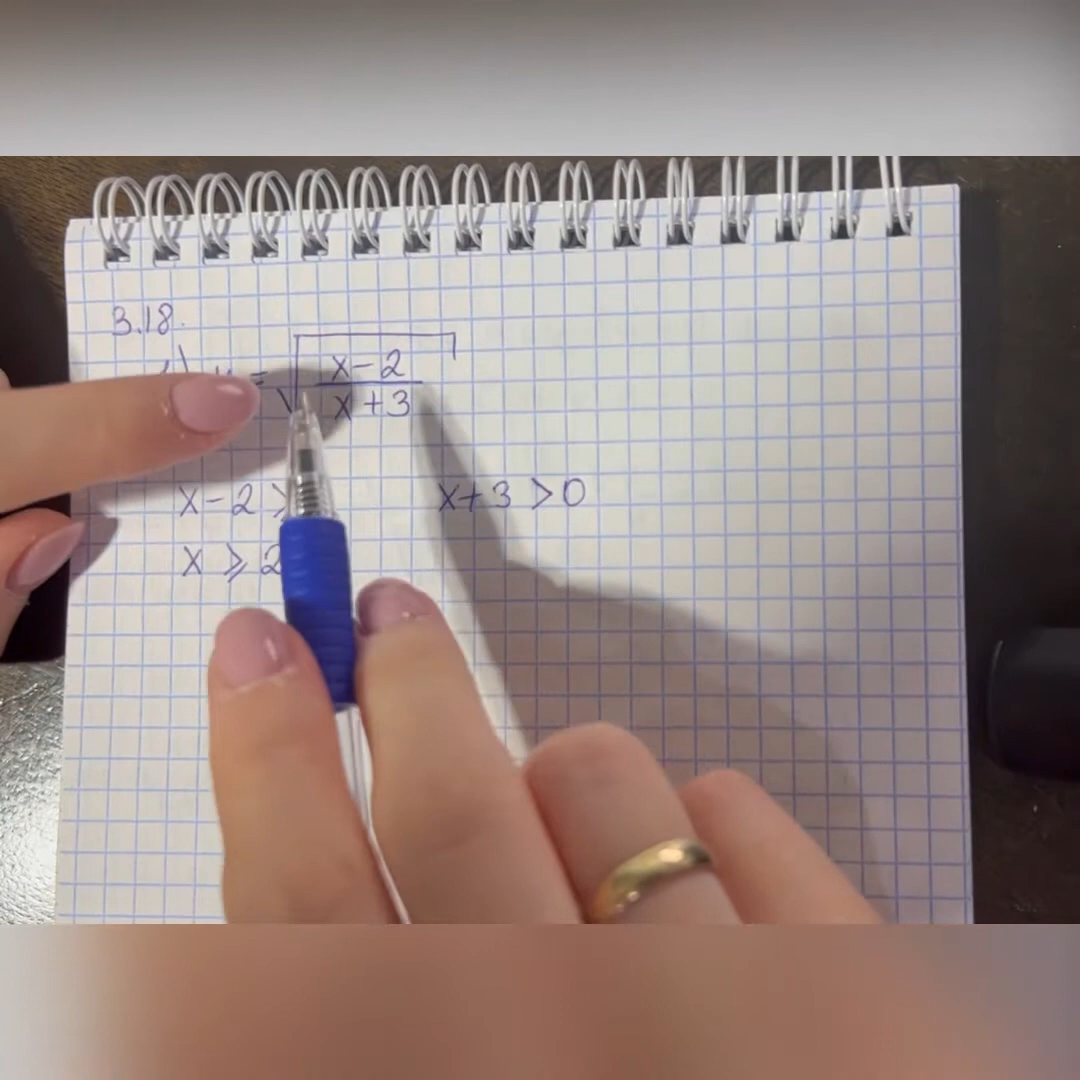 3.18.
= √ x-2 / x+3
x-2 x+3 >0
x ⩾ 2